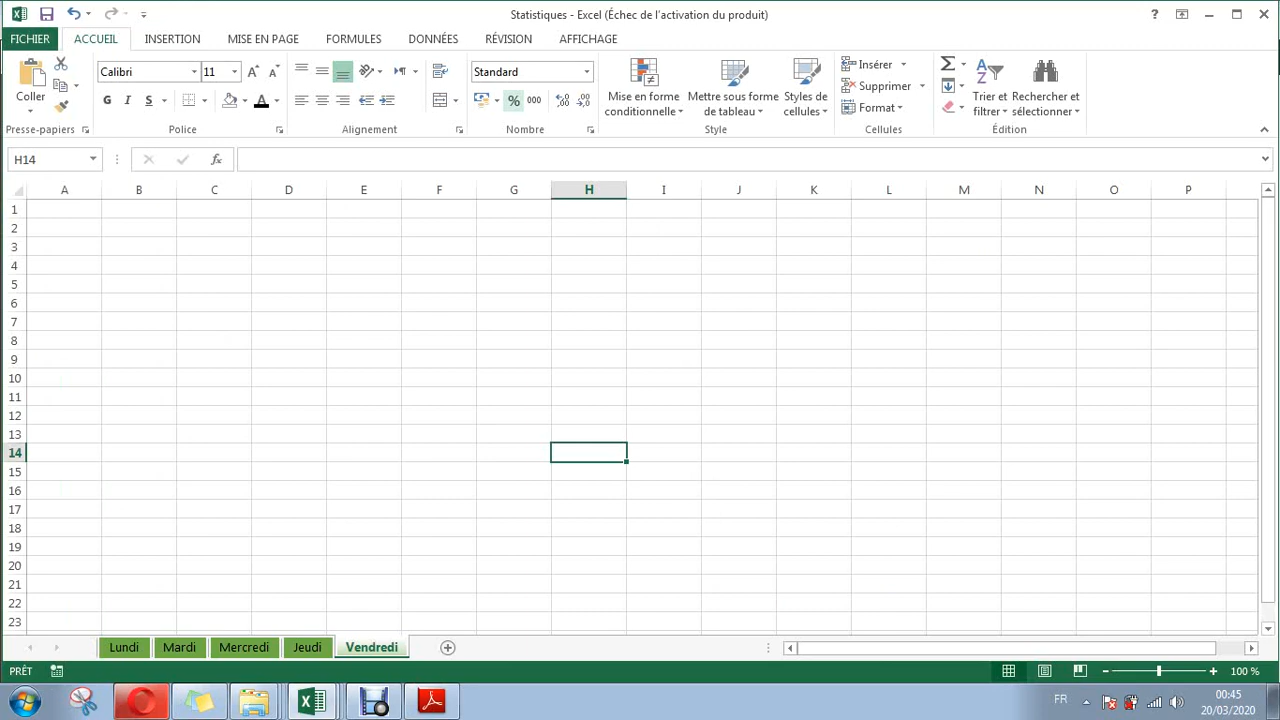 Statistiques - Excel (Échec de l'activation du produit)
FICHIER ACCUEIL INSERTION MISE EN PAGE FORMULES DONNÉES RÉVISION AFFICHAGE
Coller
Presse-papiers
Calibri 11
G I S
Police
Alignement
Standard
% 000
Nombre
Mise en forme conditionnelle
Mettre sous forme de tableau
Styles de cellules
Style
Insérer
Supprimer
Format
Cellules
Trier et filtrer
Rechercher et sélectionner
Édition
H14
fx
A B C D E F G H I J K L M N O P
1
2
3
4
5
6
7
8
9
10
11
12
13
14
15
16
17
18
19
20
21
22
23
Lundi Mardi Mercredi Jeudi Vendredi
PRÊT
100 %
FR
00:45
20/03/2020